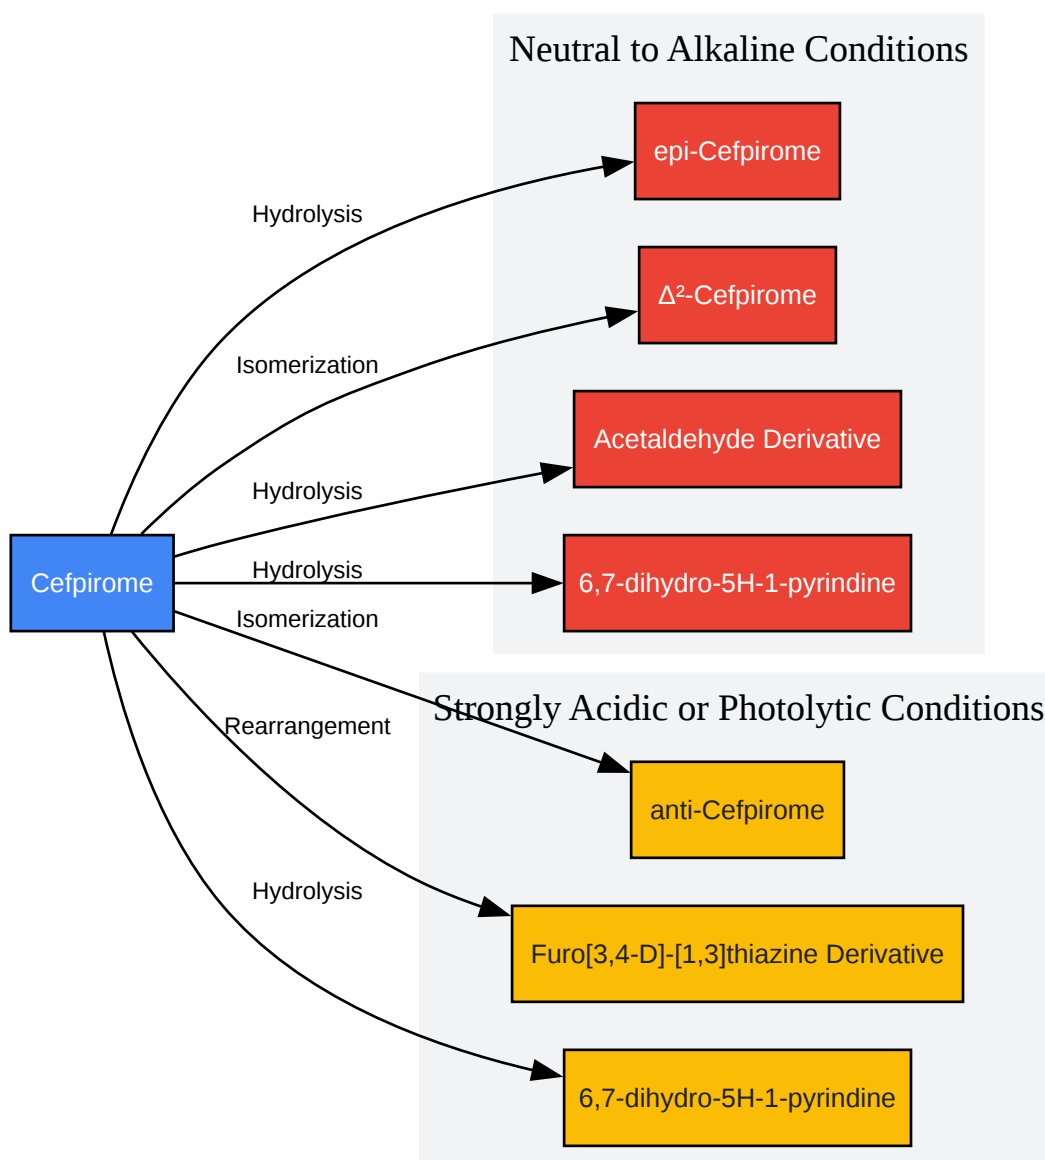 Neutral to Alkaline Conditions
epi-Cefpirome
Hydrolysis
Δ²-Cefpirome
Isomerization
Acetaldehyde Derivative
Hydrolysis
Cefpirome
Hydrolysis
6,7-dihydro-5H-1-pyrindine
Isomerization
Strongly Acidic or Photolytic Conditions
Rearrangement
anti-Cefpirome
Hydrolysis
Furo[3,4-D]-[1,3]thiazine Derivative
6,7-dihydro-5H-1-pyrindine